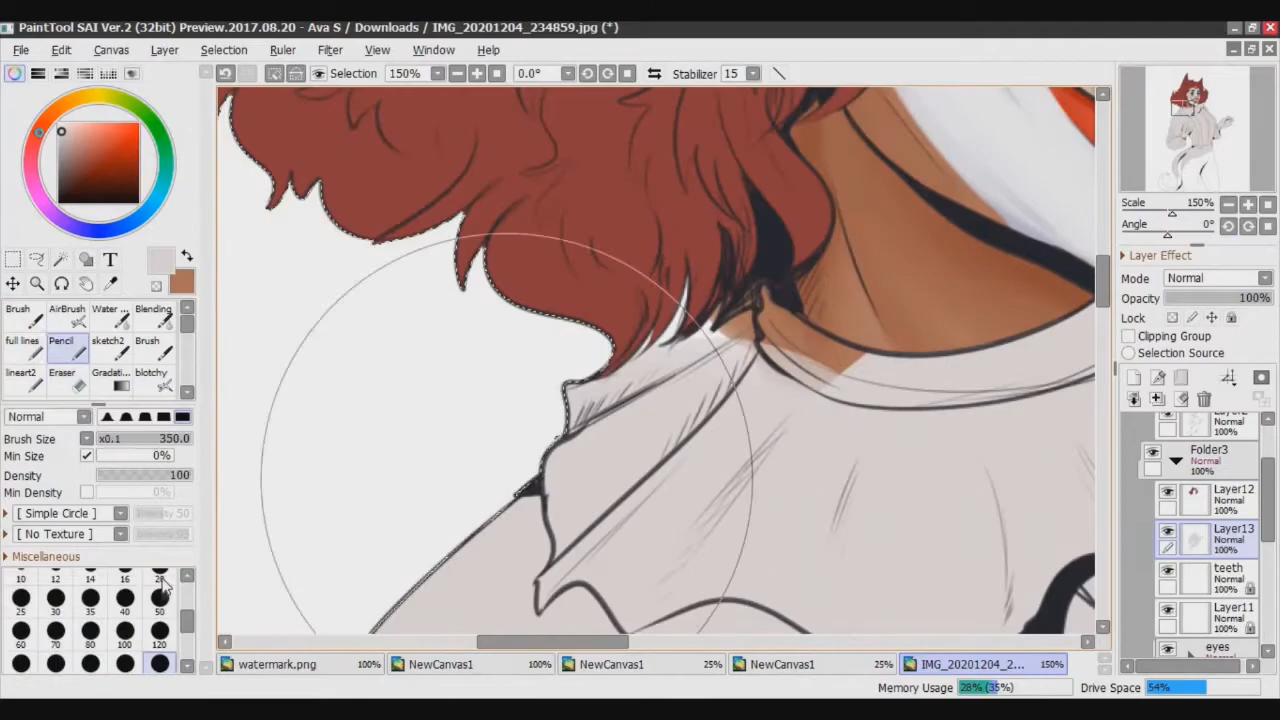 PaintTool SAI Ver.2 (32bit) Preview.2017.08.20 - Ava S / Downloads / IMG_20201204_234859.jpg (*)
File Edit Canvas Layer Selection Ruler Filter View Window Help
Selection 150% 0.0° Stabilizer 15
Scale 150%
Angle 0°
Layer Effect
Mode Normal
Opacity 100%
Lock
Clipping Group
Selection Source
T
Brush AirBrush Water ... Blending
full lines Pencil sketch2 Brush
lineart2 Eraser Gradati... blotchy
Normal
Brush Size x0.1 350.0
Min Size 0%
Density 100
Min Density 0%
[ Simple Circle ]
[ No Texture ]
Miscellaneous
10 12 14 16 20
25 30 35 40 50
60 70 80 100 120
Layer2
Normal
100%
Folder3
Normal
100%
Layer12
Normal
100%
Layer13
Normal
100%
teeth
Normal
100%
Layer11
Normal
100%
eyes
Normal
watermark.png 100% NewCanvas1 100% NewCanvas1 25% NewCanvas1 25% IMG_20201204_2... 150%
Memory Usage 28% (35%) Drive Space 54%